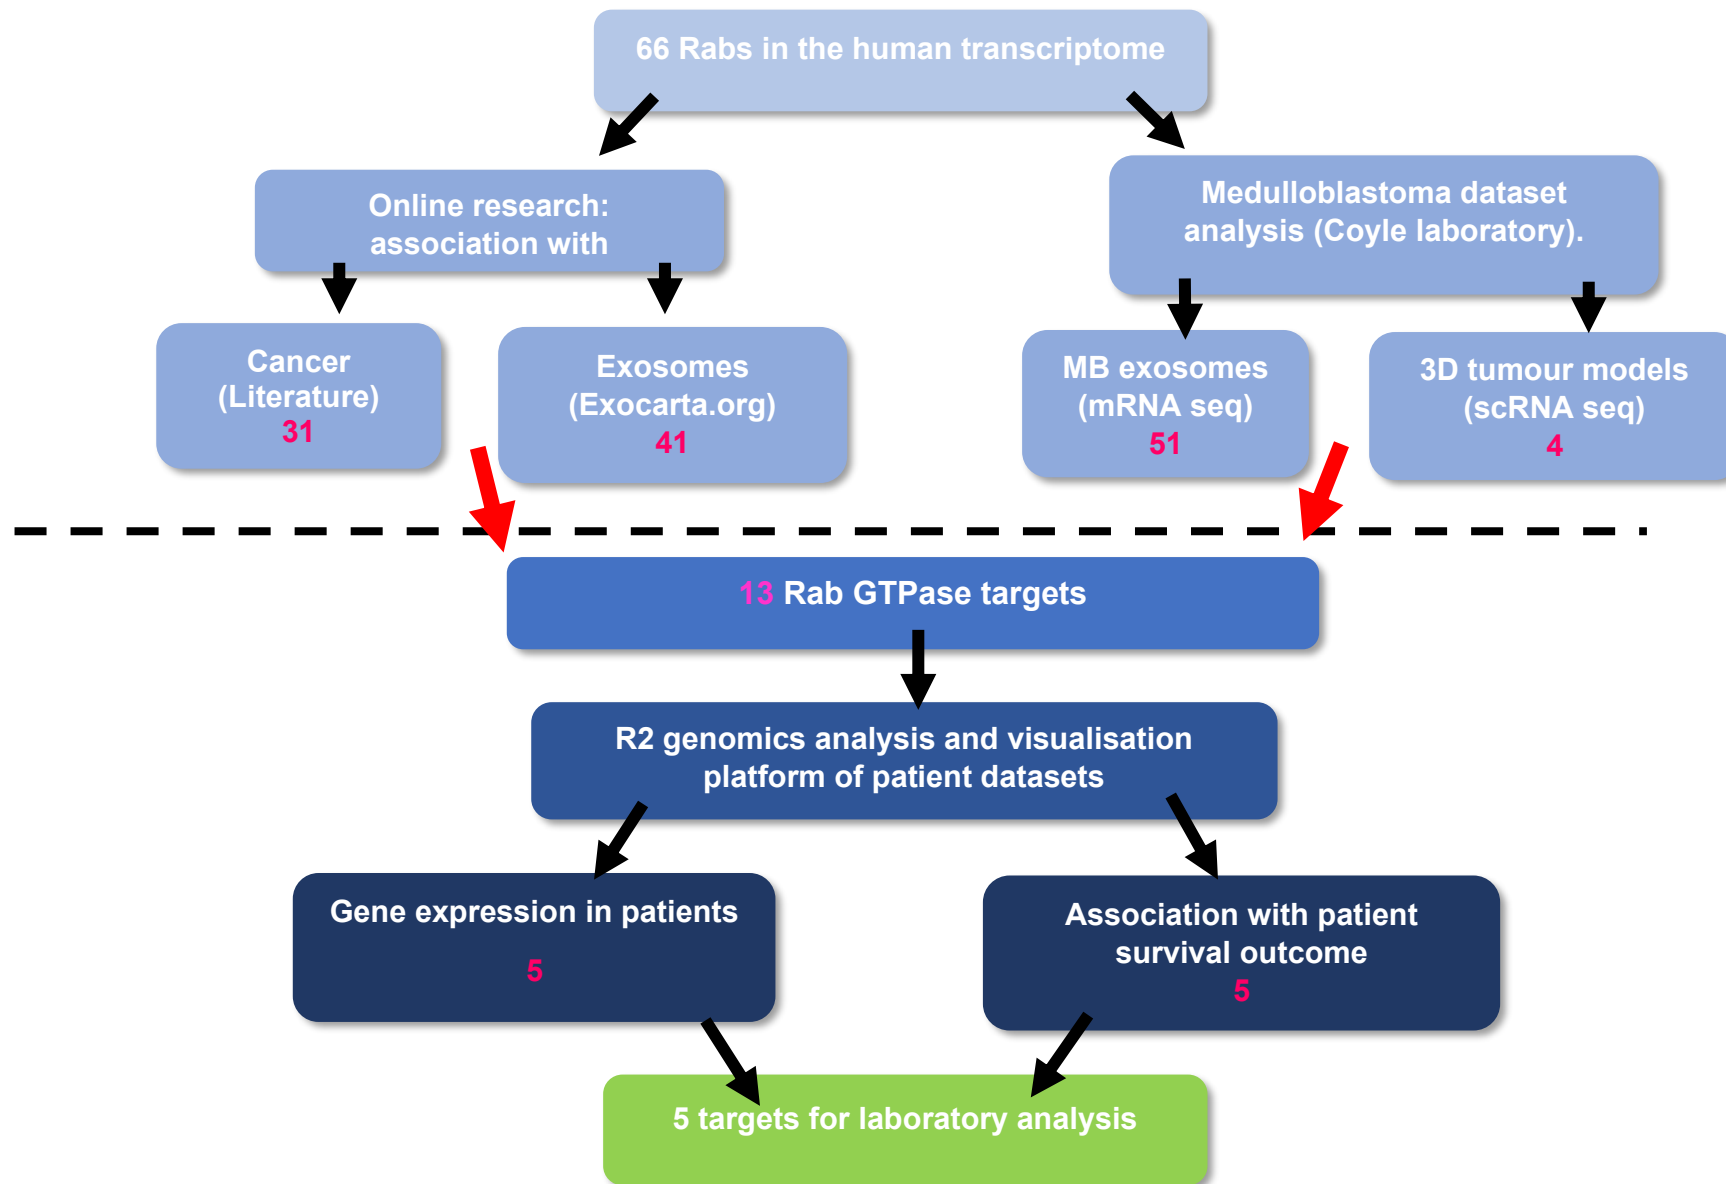 66 Rabs in the human transcriptome
Online research:
association with
Medulloblastoma dataset
analysis (Coyle laboratory).
Cancer
(Literature)
31
Exosomes
(Exocarta.org)
41
MB exosomes
(mRNA seq)
51
3D tumour models
(scRNA seq)
4
13 Rab GTPase targets
R2 genomics analysis and visualisation
platform of patient datasets
Gene expression in patients
5
Association with patient
survival outcome
5
5 targets for laboratory analysis